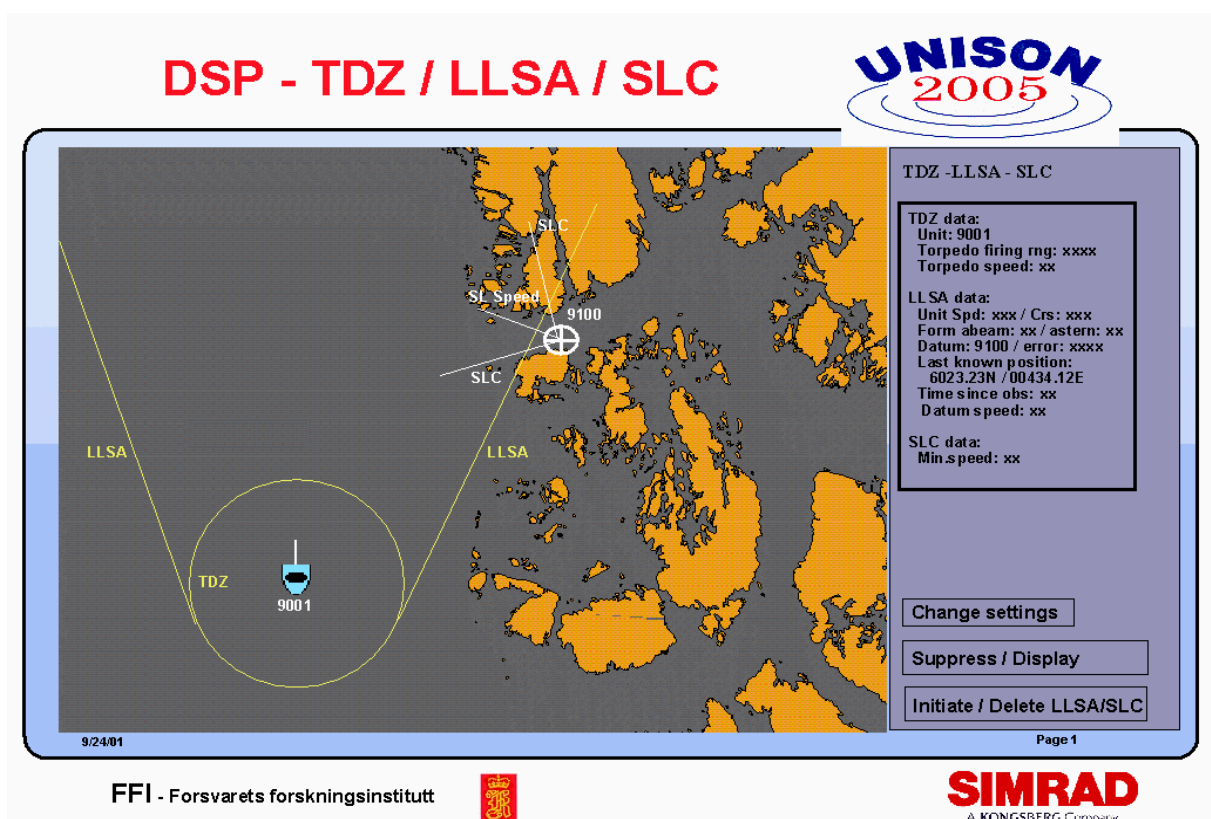 DSP - TDZ / LLSA / SLC
UNISON
2005
SLC
SL Speed
9100
SLC
LLSA
LLSA
TDZ
9001
TDZ -LLSA - SLC
TDZ data:
Unit: 9001
Torpedo firing rng: xxxx
Torpedo speed: xx
LLSA data:
Unit Spd: xxx / Crs: xxx
Form abeam: xx / astern: xx
Datum: 9100 / error: xxxx
Last known position:
6023.23N / 00434.12E
Time since obs: xx
Datum speed: xx
SLC data:
Min.speed: xx
Change settings
Suppress / Display
Initiate / Delete LLSA/SLC
9/24/01
Page 1
FFI - Forsvarets forskningsinstitutt
SIMRAD
A KONGSBERG Company